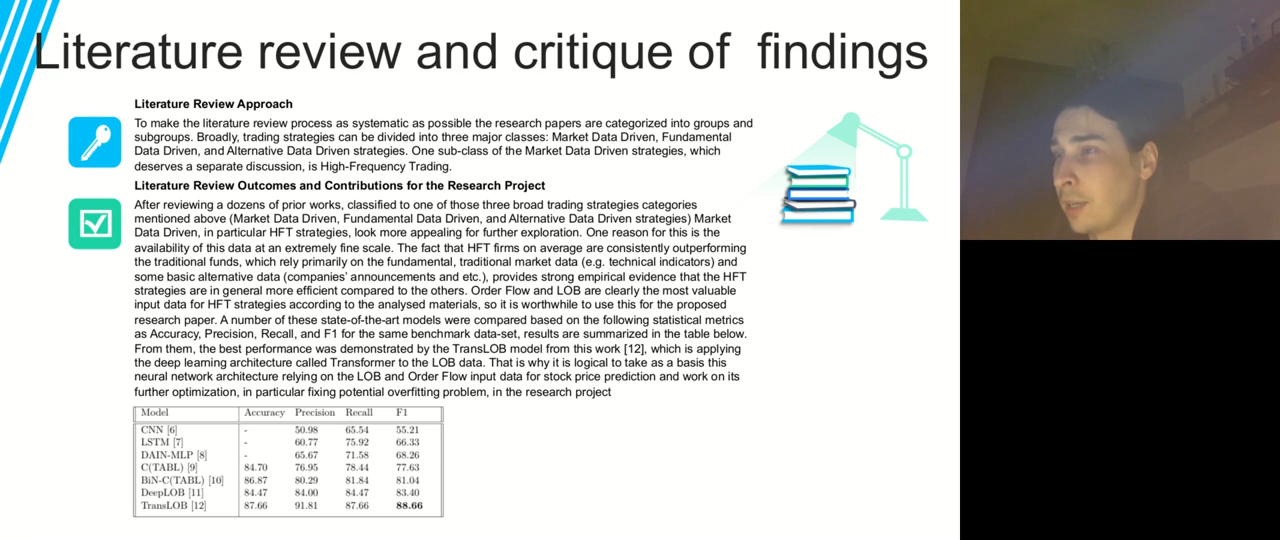 Literature review and critique of findings
Literature Review Approach
To make the literature review process as systematic as possible the research papers are categorized into groups and
subgroups. Broadly, trading strategies can be divided into three major classes: Market Data Driven, Fundamental
Data Driven, and Alternative Data Driven strategies. One sub-class of the Market Data Driven strategies, which
deserves a separate discussion, is High-Frequency Trading.
Literature Review Outcomes and Contributions for the Research Project
After reviewing a dozens of prior works, classified to one of those three broad trading strategies categories
mentioned above (Market Data Driven, Fundamental Data Driven, and Alternative Data Driven strategies) Market
Data Driven, in particular HFT strategies, look more appealing for further exploration. One reason for this is the
availability of this data at an extremely fine scale. The fact that HFT firms on average are consistently outperforming
the traditional funds, which rely primarily on the fundamental, traditional market data (e.g. technical indicators) and
some basic alternative data (companies' announcements and etc.), provides strong empirical evidence that the HFT
strategies are in general more efficient compared to the others. Order Flow and LOB are clearly the most valuable
input data for HFT strategies according to the analysed materials, so it is worthwhile to use this for the proposed
research paper. A number of these state-of-the-art models were compared based on the following statistical metrics
as Accuracy, Precision, Recall, and F1 for the same benchmark data-set, results are summarized in the table below.
From them, the best performance was demonstrated by the TransLOB model from this work [12], which is applying
the deep learning architecture called Transformer to the LOB data. That is why it is logical to take as a basis this
neural network architecture relying on the LOB and Order Flow input data for stock price prediction and work on its
further optimization, in particular fixing potential overfitting problem, in the research project
Model Accuracy Precision Recall F1
CNN [6] - 50.98 65.54 55.21
LSTM [7] - 60.77 75.92 66.33
DAIN-MLP [8] - 65.67 71.58 68.26
C(TABL) [9] 84.70 76.95 78.44 77.63
BiN-C(TABL) [10] 86.87 80.29 81.84 81.04
DeepLOB [11] 84.47 84.00 84.47 83.40
TransLOB [12] 87.66 91.81 87.66 88.66